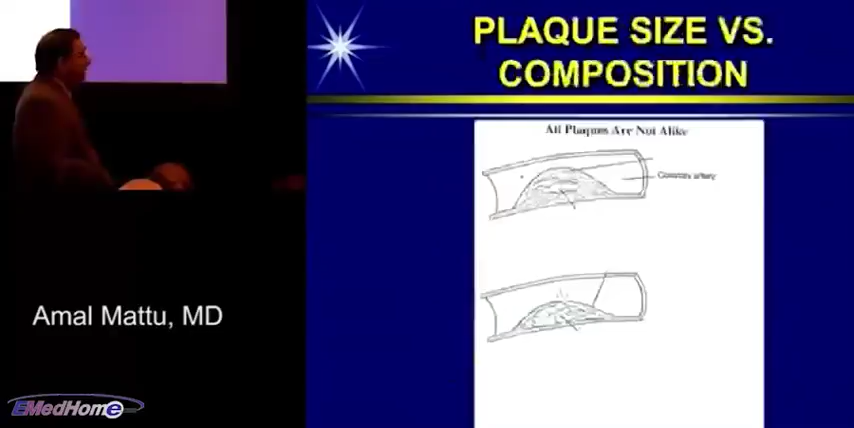 PLAQUE SIZE VS.
COMPOSITION
All Plaques Are Not Alike
Coronary artery
Amal Mattu, MD
EMedHome